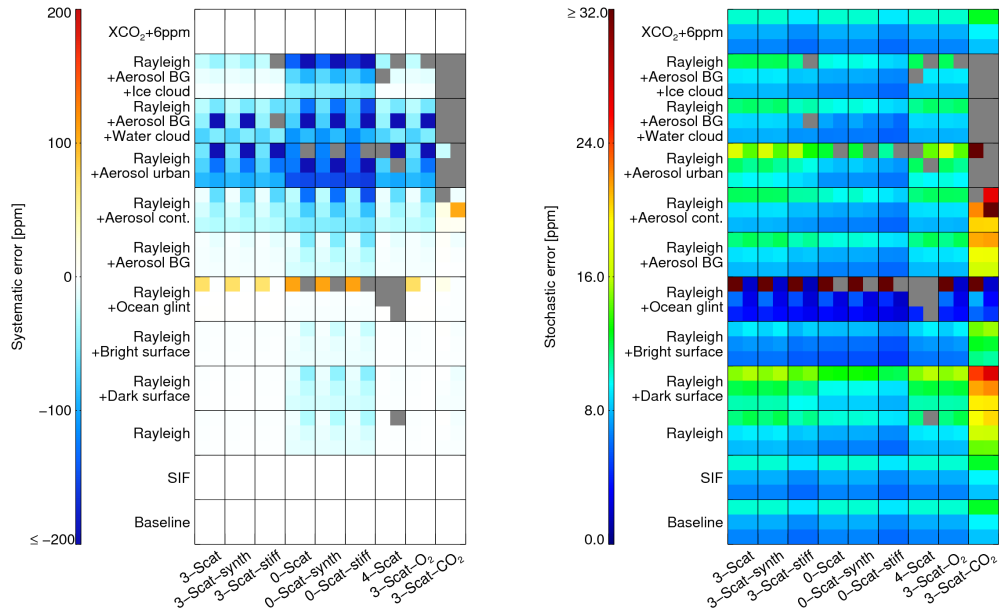 200
100
0
−100
≤ −200
Systematic error [ppm]
XCO₂+6ppm
Rayleigh
+Aerosol BG
+Ice cloud
Rayleigh
+Aerosol BG
+Water cloud
Rayleigh
+Aerosol urban
Rayleigh
+Aerosol cont.
Rayleigh
+Aerosol BG
Rayleigh
+Ocean glint
Rayleigh
+Bright surface
Rayleigh
+Dark surface
Rayleigh
SIF
Baseline
3−Scat
3−Scat−synth
3−Scat−stiff
0−Scat
0−Scat−synth
0−Scat−stiff
4−Scat
3−Scat−O₂
3−Scat−CO₂
≥ 32.0
24.0
16.0
8.0
0.0
Stochastic error [ppm]
XCO₂+6ppm
Rayleigh
+Aerosol BG
+Ice cloud
Rayleigh
+Aerosol BG
+Water cloud
Rayleigh
+Aerosol urban
Rayleigh
+Aerosol cont.
Rayleigh
+Aerosol BG
Rayleigh
+Ocean glint
Rayleigh
+Bright surface
Rayleigh
+Dark surface
Rayleigh
SIF
Baseline
3−Scat
3−Scat−synth
3−Scat−stiff
0−Scat
0−Scat−synth
0−Scat−stiff
4−Scat
3−Scat−O₂
3−Scat−CO₂